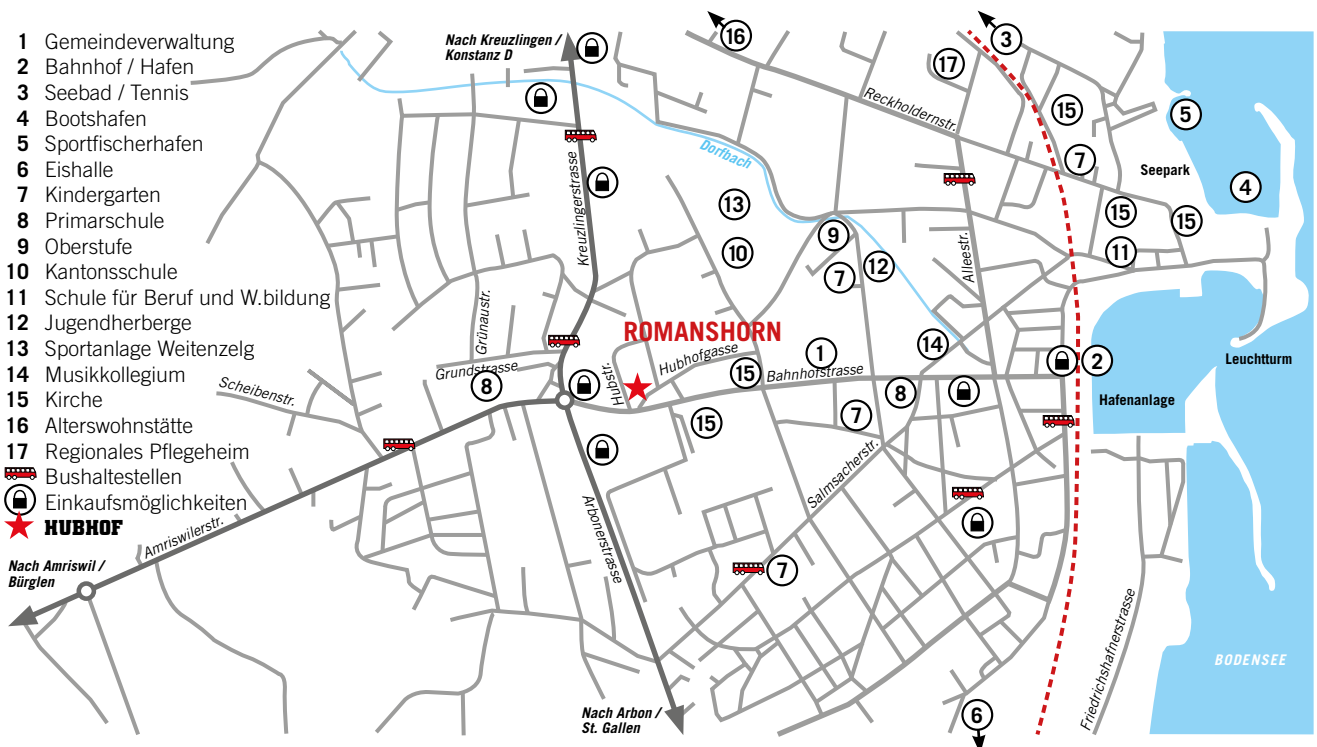 1 Gemeindeverwaltung
2 Bahnhof / Hafen
3 Seebad / Tennis
4 Bootshafen
5 Sportfischerhafen
6 Eishalle
7 Kindergarten
8 Primarschule
9 Oberstufe
10 Kantonsschule
11 Schule für Beruf und W.bildung
12 Jugendherberge
13 Sportanlage Weitenzelg
14 Musikkollegium
15 Kirche
16 Alterswohnstätte
17 Regionales Pflegeheim
Bushaltestellen
Einkaufsmöglichkeiten
HUBHOF
Nach Kreuzlingen /
Konstanz D
16
3
17
15
5
Reckholdernstr.
Dorfbach
7
Seepark
4
Kreuzlingerstrasse
13
15
15
9
10
11
12
7
Alleestr.
Grünaustr.
ROMANSHORN
14
Leuchtturm
Hubhofgasse
1
2
Grundstrasse
15
Bahnhofstrasse
8
Hubstr.
Scheibenstr.
8
Hafenanlage
15
7
Salmsacherstr.
Amriswilerstr.
Arbonerstrasse
7
Nach Amriswil /
Bürglen
Friedrichshafnerstrasse
BODENSEE
Nach Arbon /
St. Gallen
6